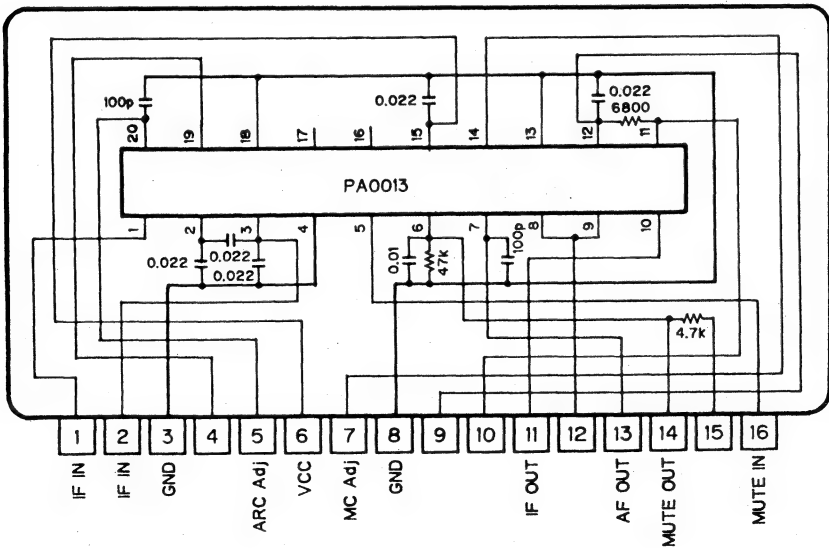 100p
0.022
0.022
6800
20 19 18 17 16 15 14 13 12 11
PA0013
1 2 3 4 5 6 7 8 9 10
0.022
0.022
0.022
0.01
47k
100p
4.7k
1 2 3 4 5 6 7 8 9 10 11 12 13 14 15 16
IF IN
IF IN
GND
ARC Adj
VCC
MC Adj
GND
IF OUT
AF OUT
MUTE OUT
MUTE IN